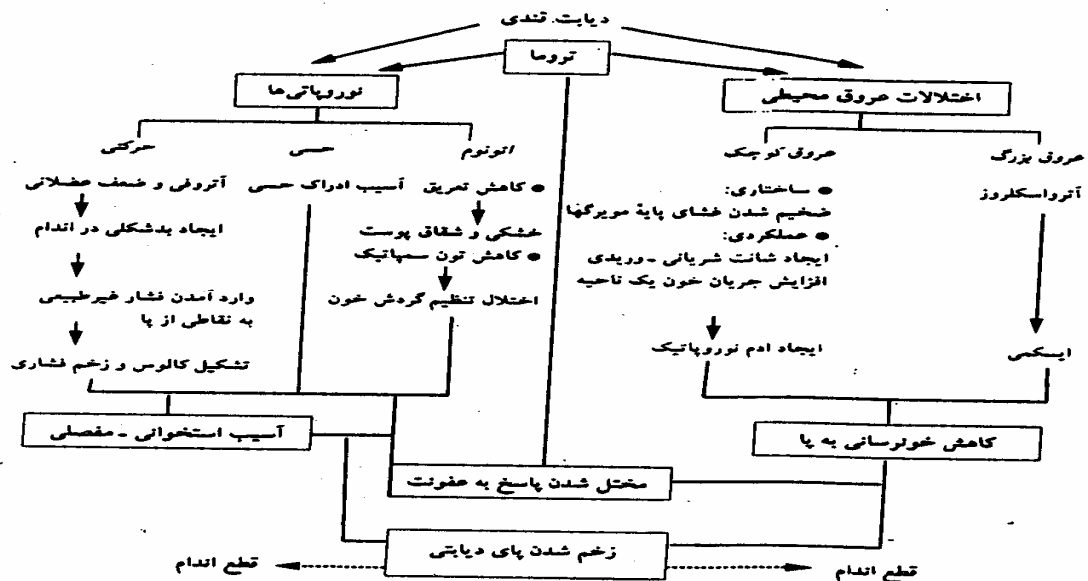 دیابت قندی
تروما
اختلالات عروق محیطی
نوروپاتی‌ها
عروق بزرگ
عروق کوچک
اتونوم
حسی
حرکتی
آترواسکلروز
● ساختاری:
ضخیم شدن غشای پایهٔ مویرگها
● عملکردی:
ایجاد شانت شریانی - وریدی
افزایش جریان خون یک ناحیه
● کاهش تعریق
خشکی و شقاق پوست
● کاهش تون سمپاتیک
اختلال تنظیم گردش خون
آسیب ادراک حسی
آتروفی و ضعف عضلانی
ایجاد بدشکلی در اندام
وارد آمدن فشار غیرطبیعی
به نقاطی از پا
تشکیل کالوس و زخم فشاری
ایسکمی
ایجاد ادم نوروپاتیک
کاهش خونرسانی به پا
آسیب استخوانی - مفصلی
مختل شدن پاسخ به عفونت
زخم شدن پای دیابتی
قطع اندام
قطع اندام